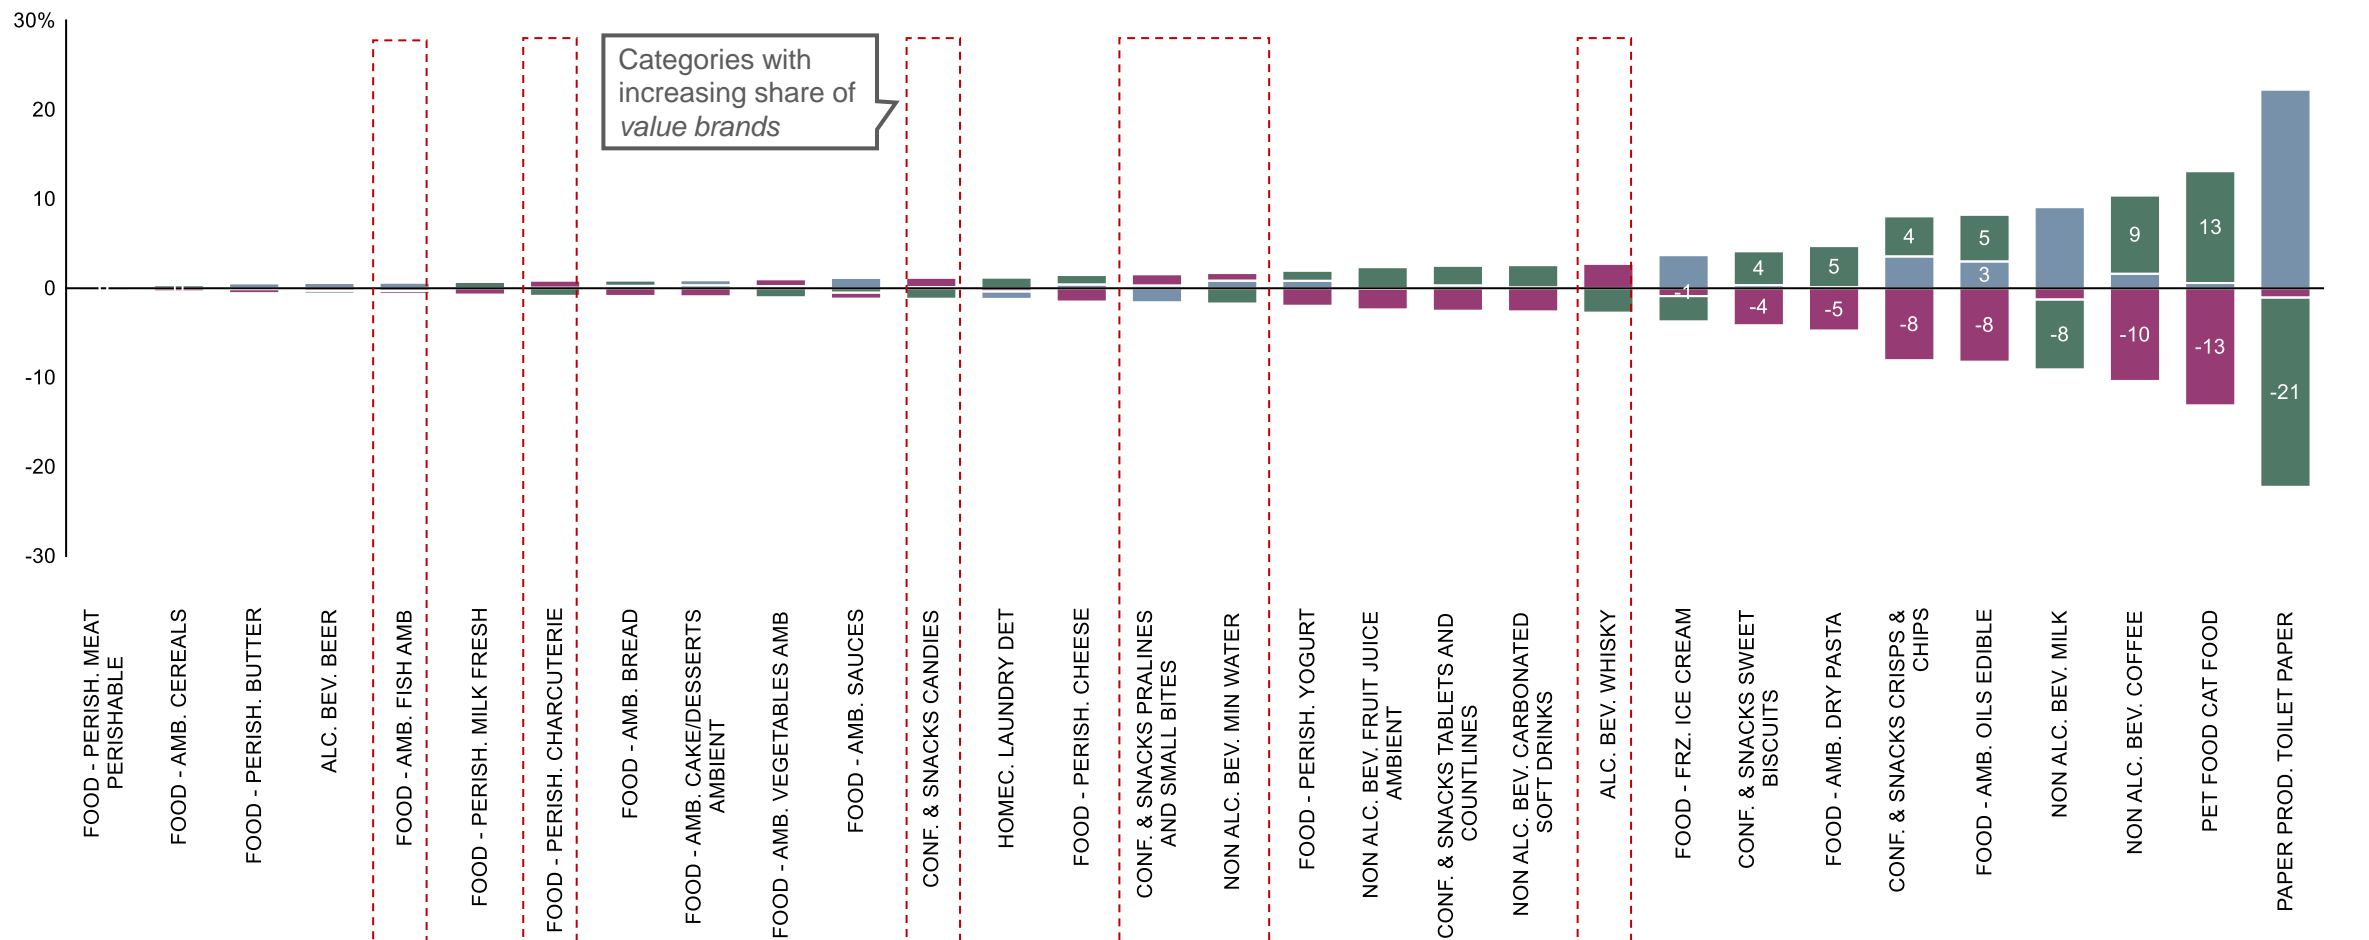 30%
20
10
0
-10
-20
-30
Categories with
increasing share of
value brands
-1
4
-4
5
-5
4
-8
5
3
-8
-8
9
-10
13
-13
-21
FOOD - PERISH. MEAT
PERISHABLE
FOOD - AMB. CEREALS
FOOD - PERISH. BUTTER
ALC. BEV. BEER
FOOD - AMB. FISH AMB
FOOD - PERISH. MILK FRESH
FOOD - PERISH. CHARCUTERIE
FOOD - AMB. BREAD
FOOD - AMB. CAKE/DESSERTS
AMBIENT
FOOD - AMB. VEGETABLES AMB
FOOD - AMB. SAUCES
CONF. & SNACKS CANDIES
HOMEC. LAUNDRY DET
FOOD - PERISH. CHEESE
CONF. & SNACKS PRALINES
AND SMALL BITES
NON ALC. BEV. MIN WATER
FOOD - PERISH. YOGURT
NON ALC. BEV. FRUIT JUICE
AMBIENT
CONF. & SNACKS TABLETS AND
COUNTLINES
NON ALC. BEV. CARBONATED
SOFT DRINKS
ALC. BEV. WHISKY
FOOD - FRZ. ICE CREAM
CONF. & SNACKS SWEET
BISCUITS
FOOD - AMB. DRY PASTA
CONF. & SNACKS CRISPS &
CHIPS
FOOD - AMB. OILS EDIBLE
NON ALC. BEV. MILK
NON ALC. BEV. COFFEE
PET FOOD CAT FOOD
PAPER PROD. TOILET PAPER